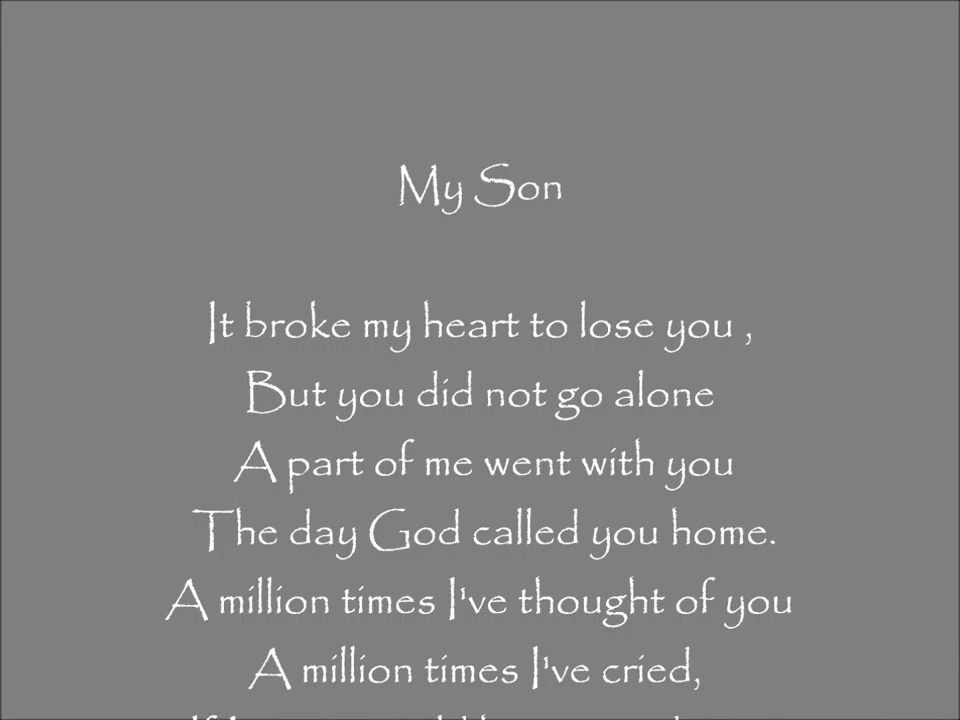 My Son
It broke my heart to lose you ,
But you did not go alone
A part of me went with you
The day God called you home.
A million times I've thought of you
A million times I've cried,